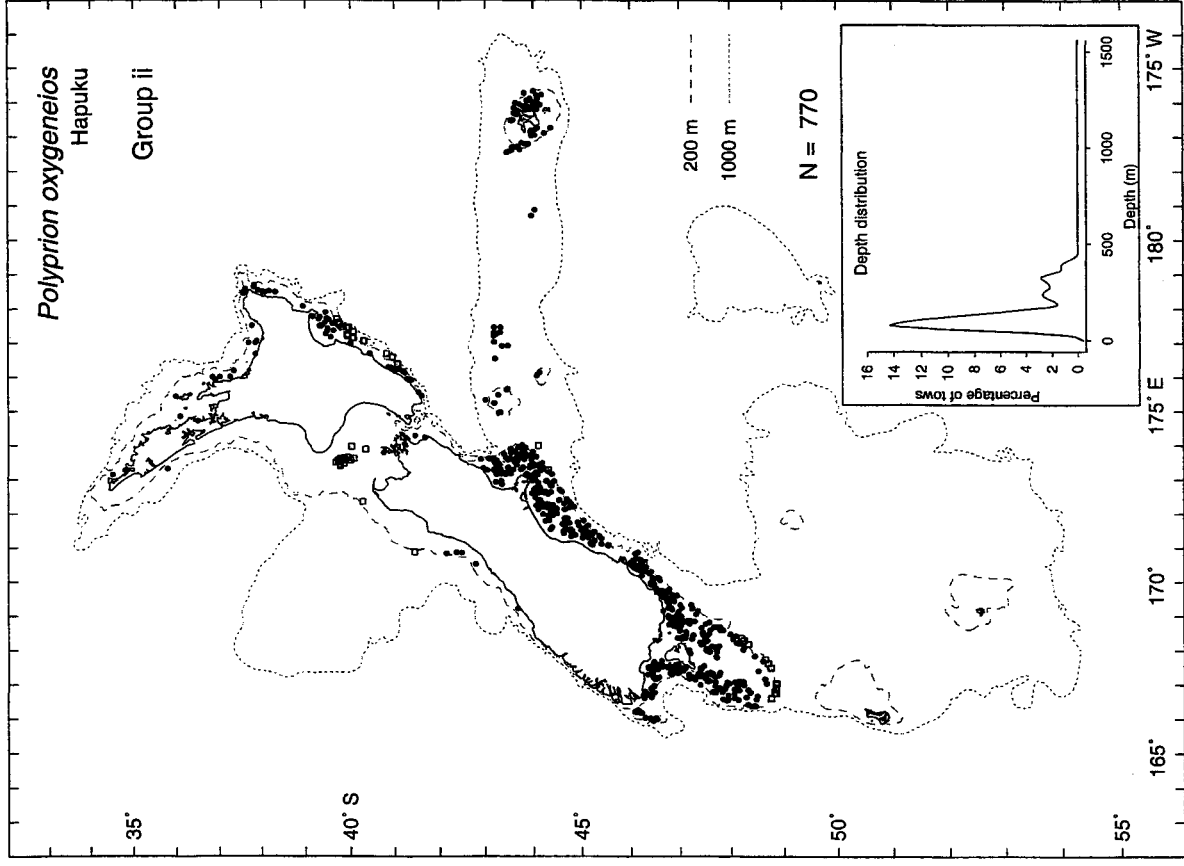 Polyprion oxygeneios
Hapuku
Group ii
35˚
40˚ S
45˚
50˚
55˚
165˚
170˚
175˚ E
180˚
175˚ W
200 m
1000 m
N = 770
Depth distribution
Percentage of tows
16
14
12
10
8
6
4
2
0
0
500
1000
1500
Depth (m)